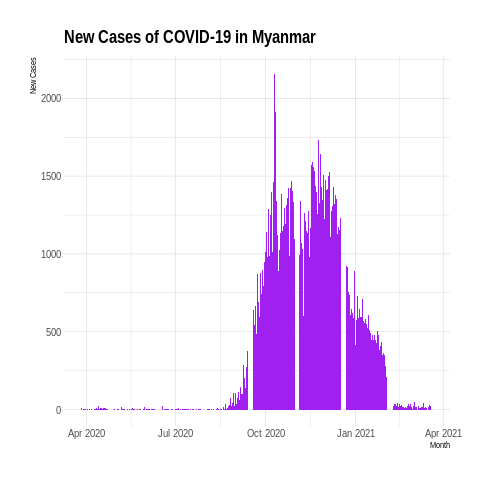 New Cases of COVID-19 in Myanmar
New Cases
2000
1500
1000
500
0
Apr 2020 Jul 2020 Oct 2020 Jan 2021 Apr 2021
Month